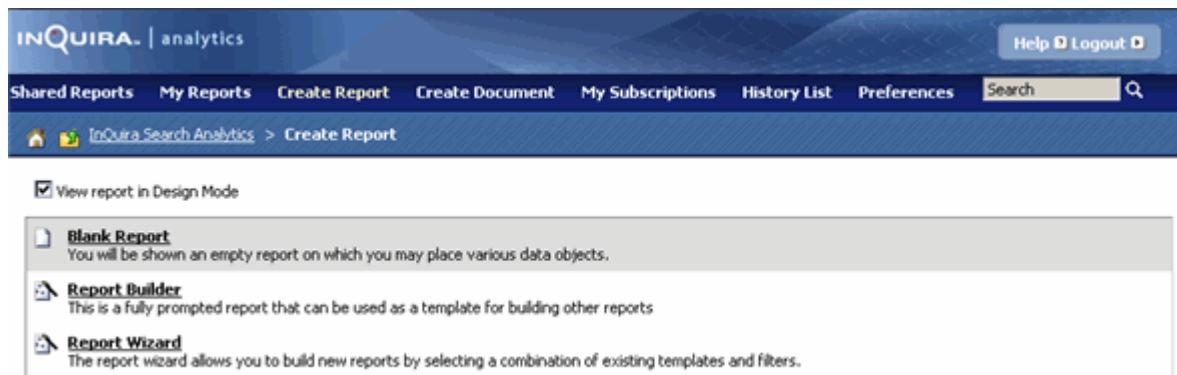 INQUIRA. | analytics
Help Logout
Shared Reports My Reports Create Report Create Document My Subscriptions History List Preferences Search
InQuira Search Analytics > Create Report
View report in Design Mode
Blank Report
You will be shown an empty report on which you may place various data objects.
Report Builder
This is a fully prompted report that can be used as a template for building other reports
Report Wizard
The report wizard allows you to build new reports by selecting a combination of existing templates and filters.